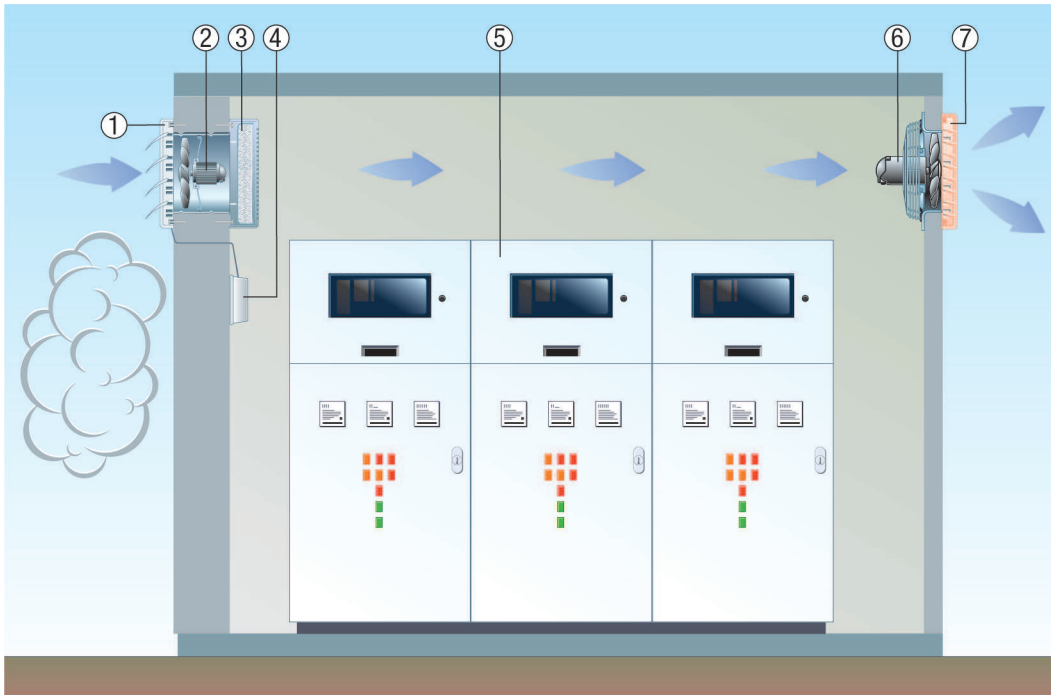 ① ② ③ ④ ⑤ ⑥ ⑦